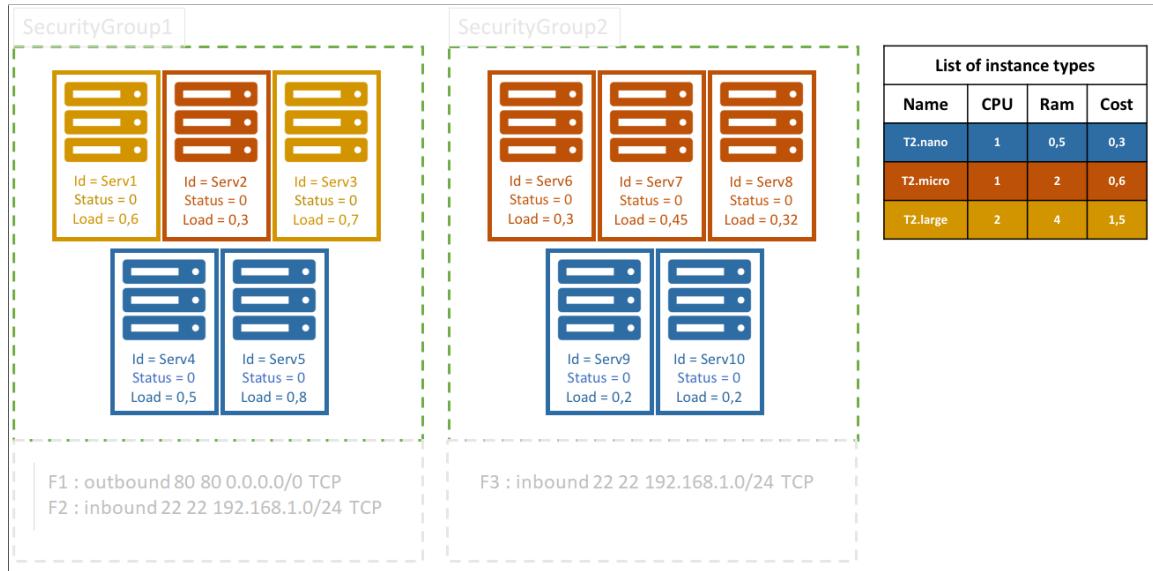 SecurityGroup1
Id = Serv1
Status = 0
Load = 0,6
Id = Serv2
Status = 0
Load = 0,3
Id = Serv3
Status = 0
Load = 0,7
Id = Serv4
Status = 0
Load = 0,5
Id = Serv5
Status = 0
Load = 0,8
F1 : outbound 80 80 0.0.0.0/0 TCP
F2 : inbound 22 22 192.168.1.0/24 TCP
SecurityGroup2
Id = Serv6
Status = 0
Load = 0,3
Id = Serv7
Status = 0
Load = 0,45
Id = Serv8
Status = 0
Load = 0,32
Id = Serv9
Status = 0
Load = 0,2
Id = Serv10
Status = 0
Load = 0,2
F3 : inbound 22 22 192.168.1.0/24 TCP
List of instance types
Name CPU Ram Cost
T2.nano 1 0,5 0,3
T2.micro 1 2 0,6
T2.large 2 4 1,5